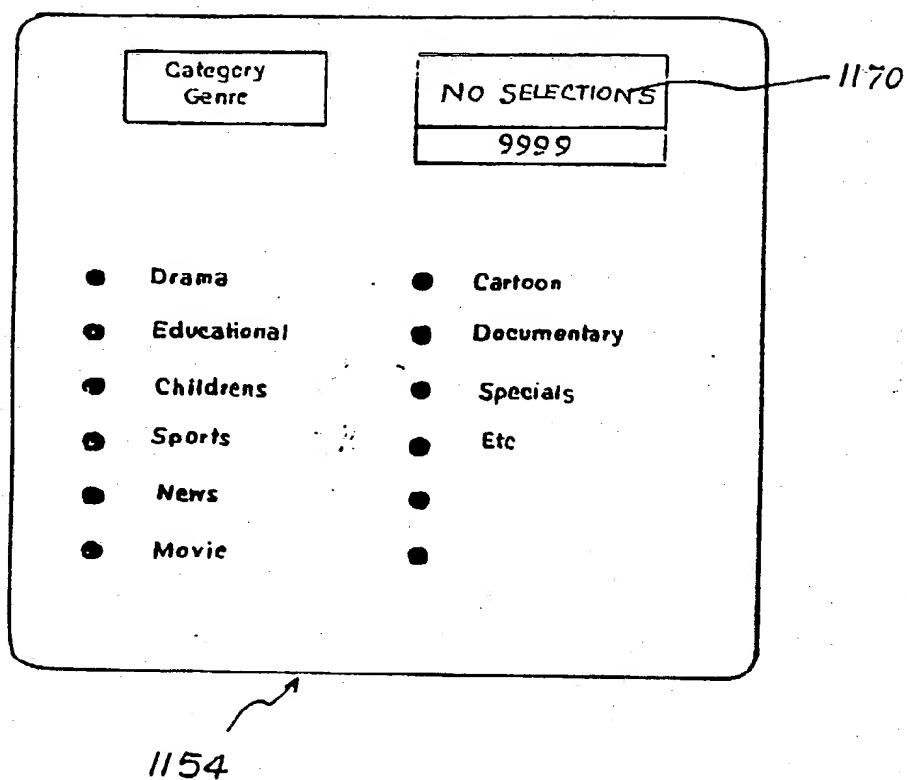 Category
Genre
NO SELECTIONS
9999
1170
Drama
Educational
Childrens
Sports
News
Movie
Cartoon
Documentary
Specials
Etc
1154